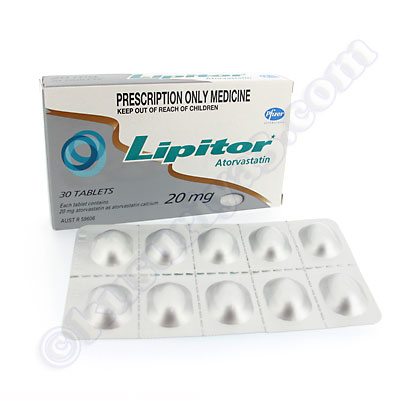 PRESCRIPTION ONLY MEDICINE
KEEP OUT OF REACH OF CHILDREN
Pfizer
Lipitor
Atorvastatin
30 TABLETS
Each tablet contains
20 mg atorvastatin as atorvastatin calcium
20 mg